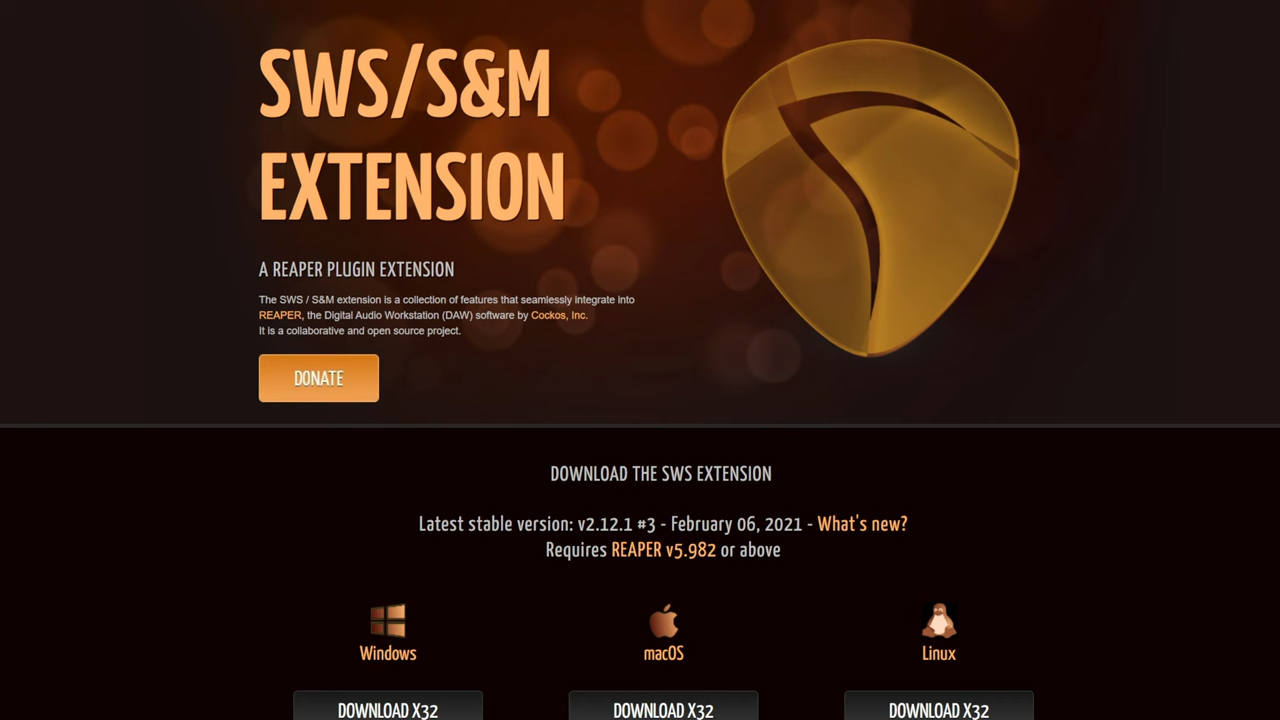 SWS/S&M
EXTENSION
A REAPER PLUGIN EXTENSION
The SWS / S&M extension is a collection of features that seamlessly integrate into
REAPER, the Digital Audio Workstation (DAW) software by Cockos, Inc.
It is a collaborative and open source project.
DONATE
DOWNLOAD THE SWS EXTENSION
Latest stable version: v2.12.1 #3 - February 06, 2021 - What's new?
Requires REAPER v5.982 or above
Windows macOS Linux
DOWNLOAD X32 DOWNLOAD X32 DOWNLOAD X32